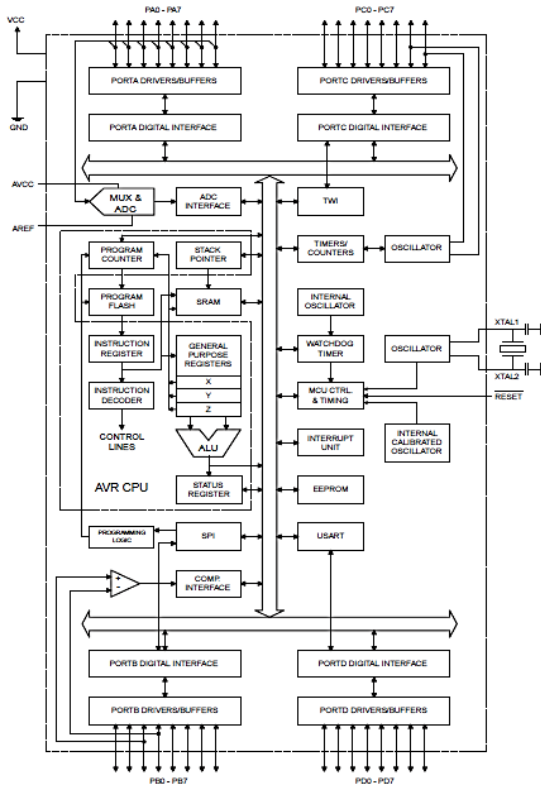 PA0 - PA7
PC0 - PC7
VCC
GND
PORTA DRIVERS/BUFFERS
PORTC DRIVERS/BUFFERS
PORTA DIGITAL INTERFACE
PORTC DIGITAL INTERFACE
AVCC
AREF
MUX &
ADC
ADC
INTERFACE
TWI
PROGRAM
COUNTER
STACK
POINTER
TIMERS/
COUNTERS
OSCILLATOR
PROGRAM
FLASH
SRAM
INTERNAL
OSCILLATOR
INSTRUCTION
REGISTER
GENERAL
PURPOSE
REGISTERS
X
Y
Z
WATCHDOG
TIMER
OSCILLATOR
XTAL1
XTAL2
RESET
INSTRUCTION
DECODER
MCU CTRL.
& TIMING
CONTROL
LINES
ALU
INTERRUPT
UNIT
INTERNAL
CALIBRATED
OSCILLATOR
AVR CPU
STATUS
REGISTER
EEPROM
PROGRAMMING
LOGIC
SPI
USART
+
-
COMP.
INTERFACE
PORTB DIGITAL INTERFACE
PORTD DIGITAL INTERFACE
PORTB DRIVERS/BUFFERS
PORTD DRIVERS/BUFFERS
PB0 - PB7
PD0 - PD7